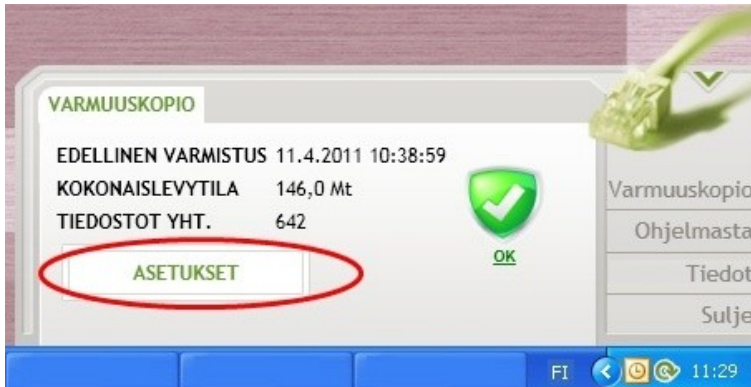 VARMUUSKOPIO
EDELLINEN VARMISTUS 11.4.2011 10:38:59
KOKONAISLEVYTILA 146,0 Mt
TIEDOSTOT YHT. 642
OK
ASETUKSET
Varmuuskopio
Ohjelmasta
Tiedot
Sulje
FI
11:29